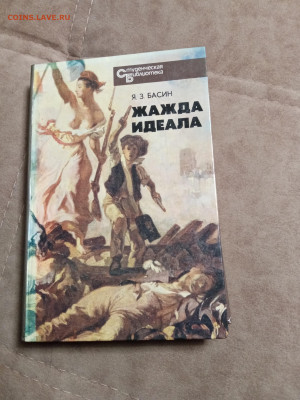 COINS.LAVE.RU
Студенческая
Библиотека
Я. З. БАСИН
ЖАЖДА
ИДЕАЛА